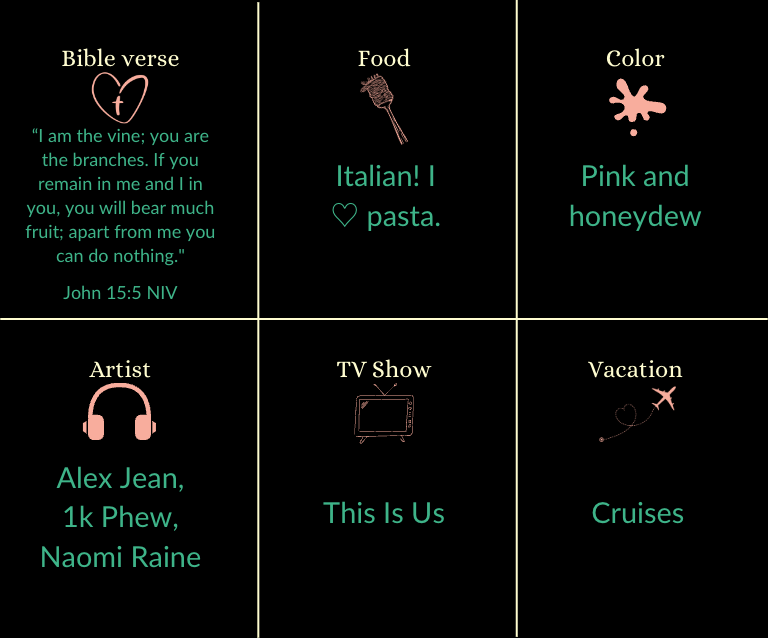 Bible verse
“I am the vine; you are
the branches. If you
remain in me and I in
you, you will bear much
fruit; apart from me you
can do nothing."
John 15:5 NIV
Food
Italian! I
♡ pasta.
Color
Pink and
honeydew
Artist
Alex Jean,
1k Phew,
Naomi Raine
TV Show
This Is Us
Vacation
Cruises